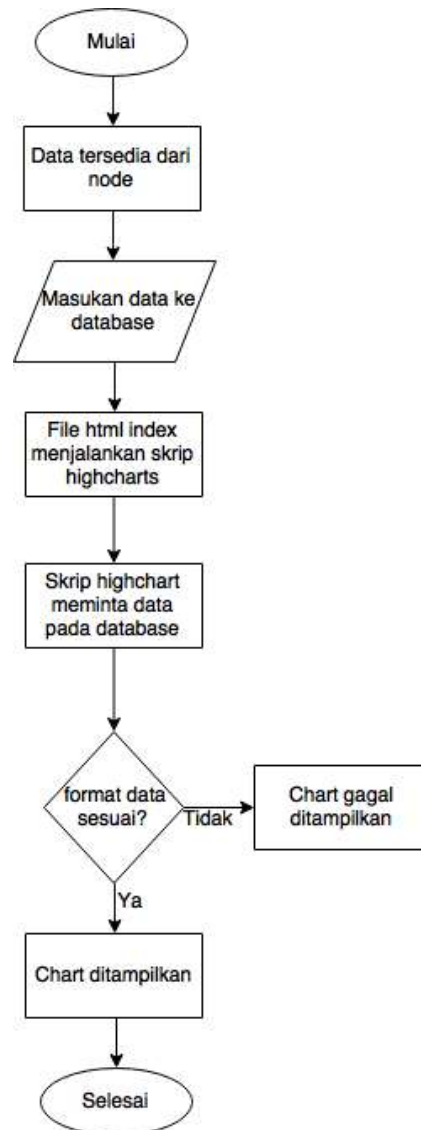 Mulai
Data tersedia dari
node
Masukan data ke
database
File html index
menjalankan skrip
highcharts
Skrip highchart
meminta data
pada database
format data
sesuai?
Tidak
Chart gagal
ditampilkan
Ya
Chart ditampilkan
Selesai